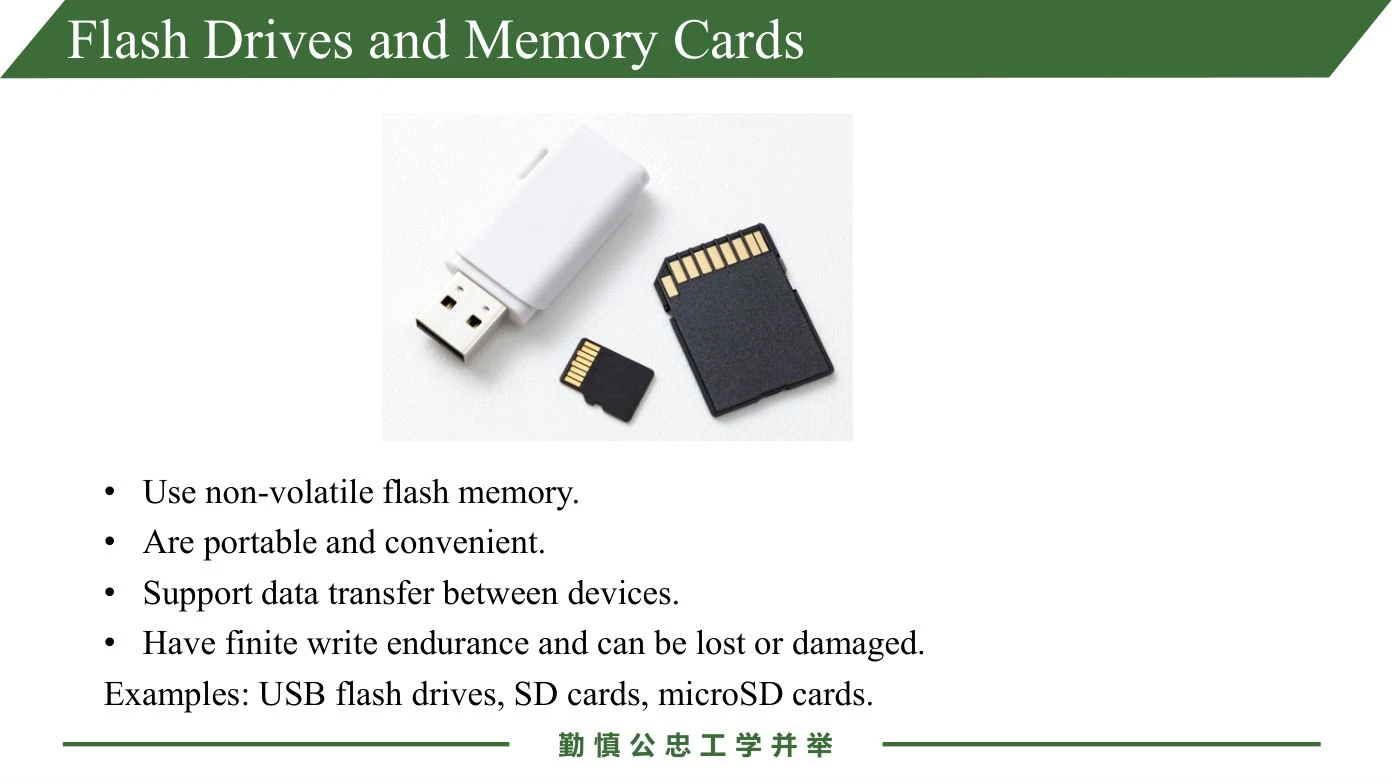 Flash Drives and Memory Cards
• Use non-volatile flash memory.
• Are portable and convenient.
• Support data transfer between devices.
• Have finite write endurance and can be lost or damaged.
Examples: USB flash drives, SD cards, microSD cards.
勤慎公忠工学并举